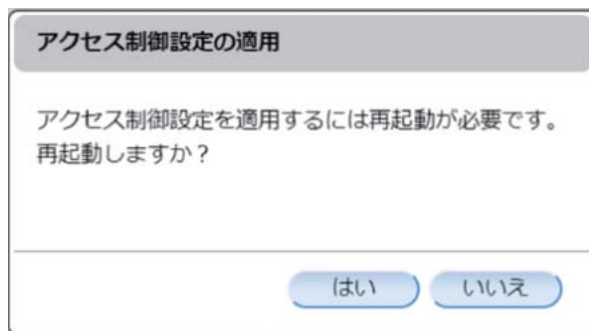 アクセス制御設定の適用
アクセス制御設定を適用するには再起動が必要です。
再起動しますか？
はい
いいえ